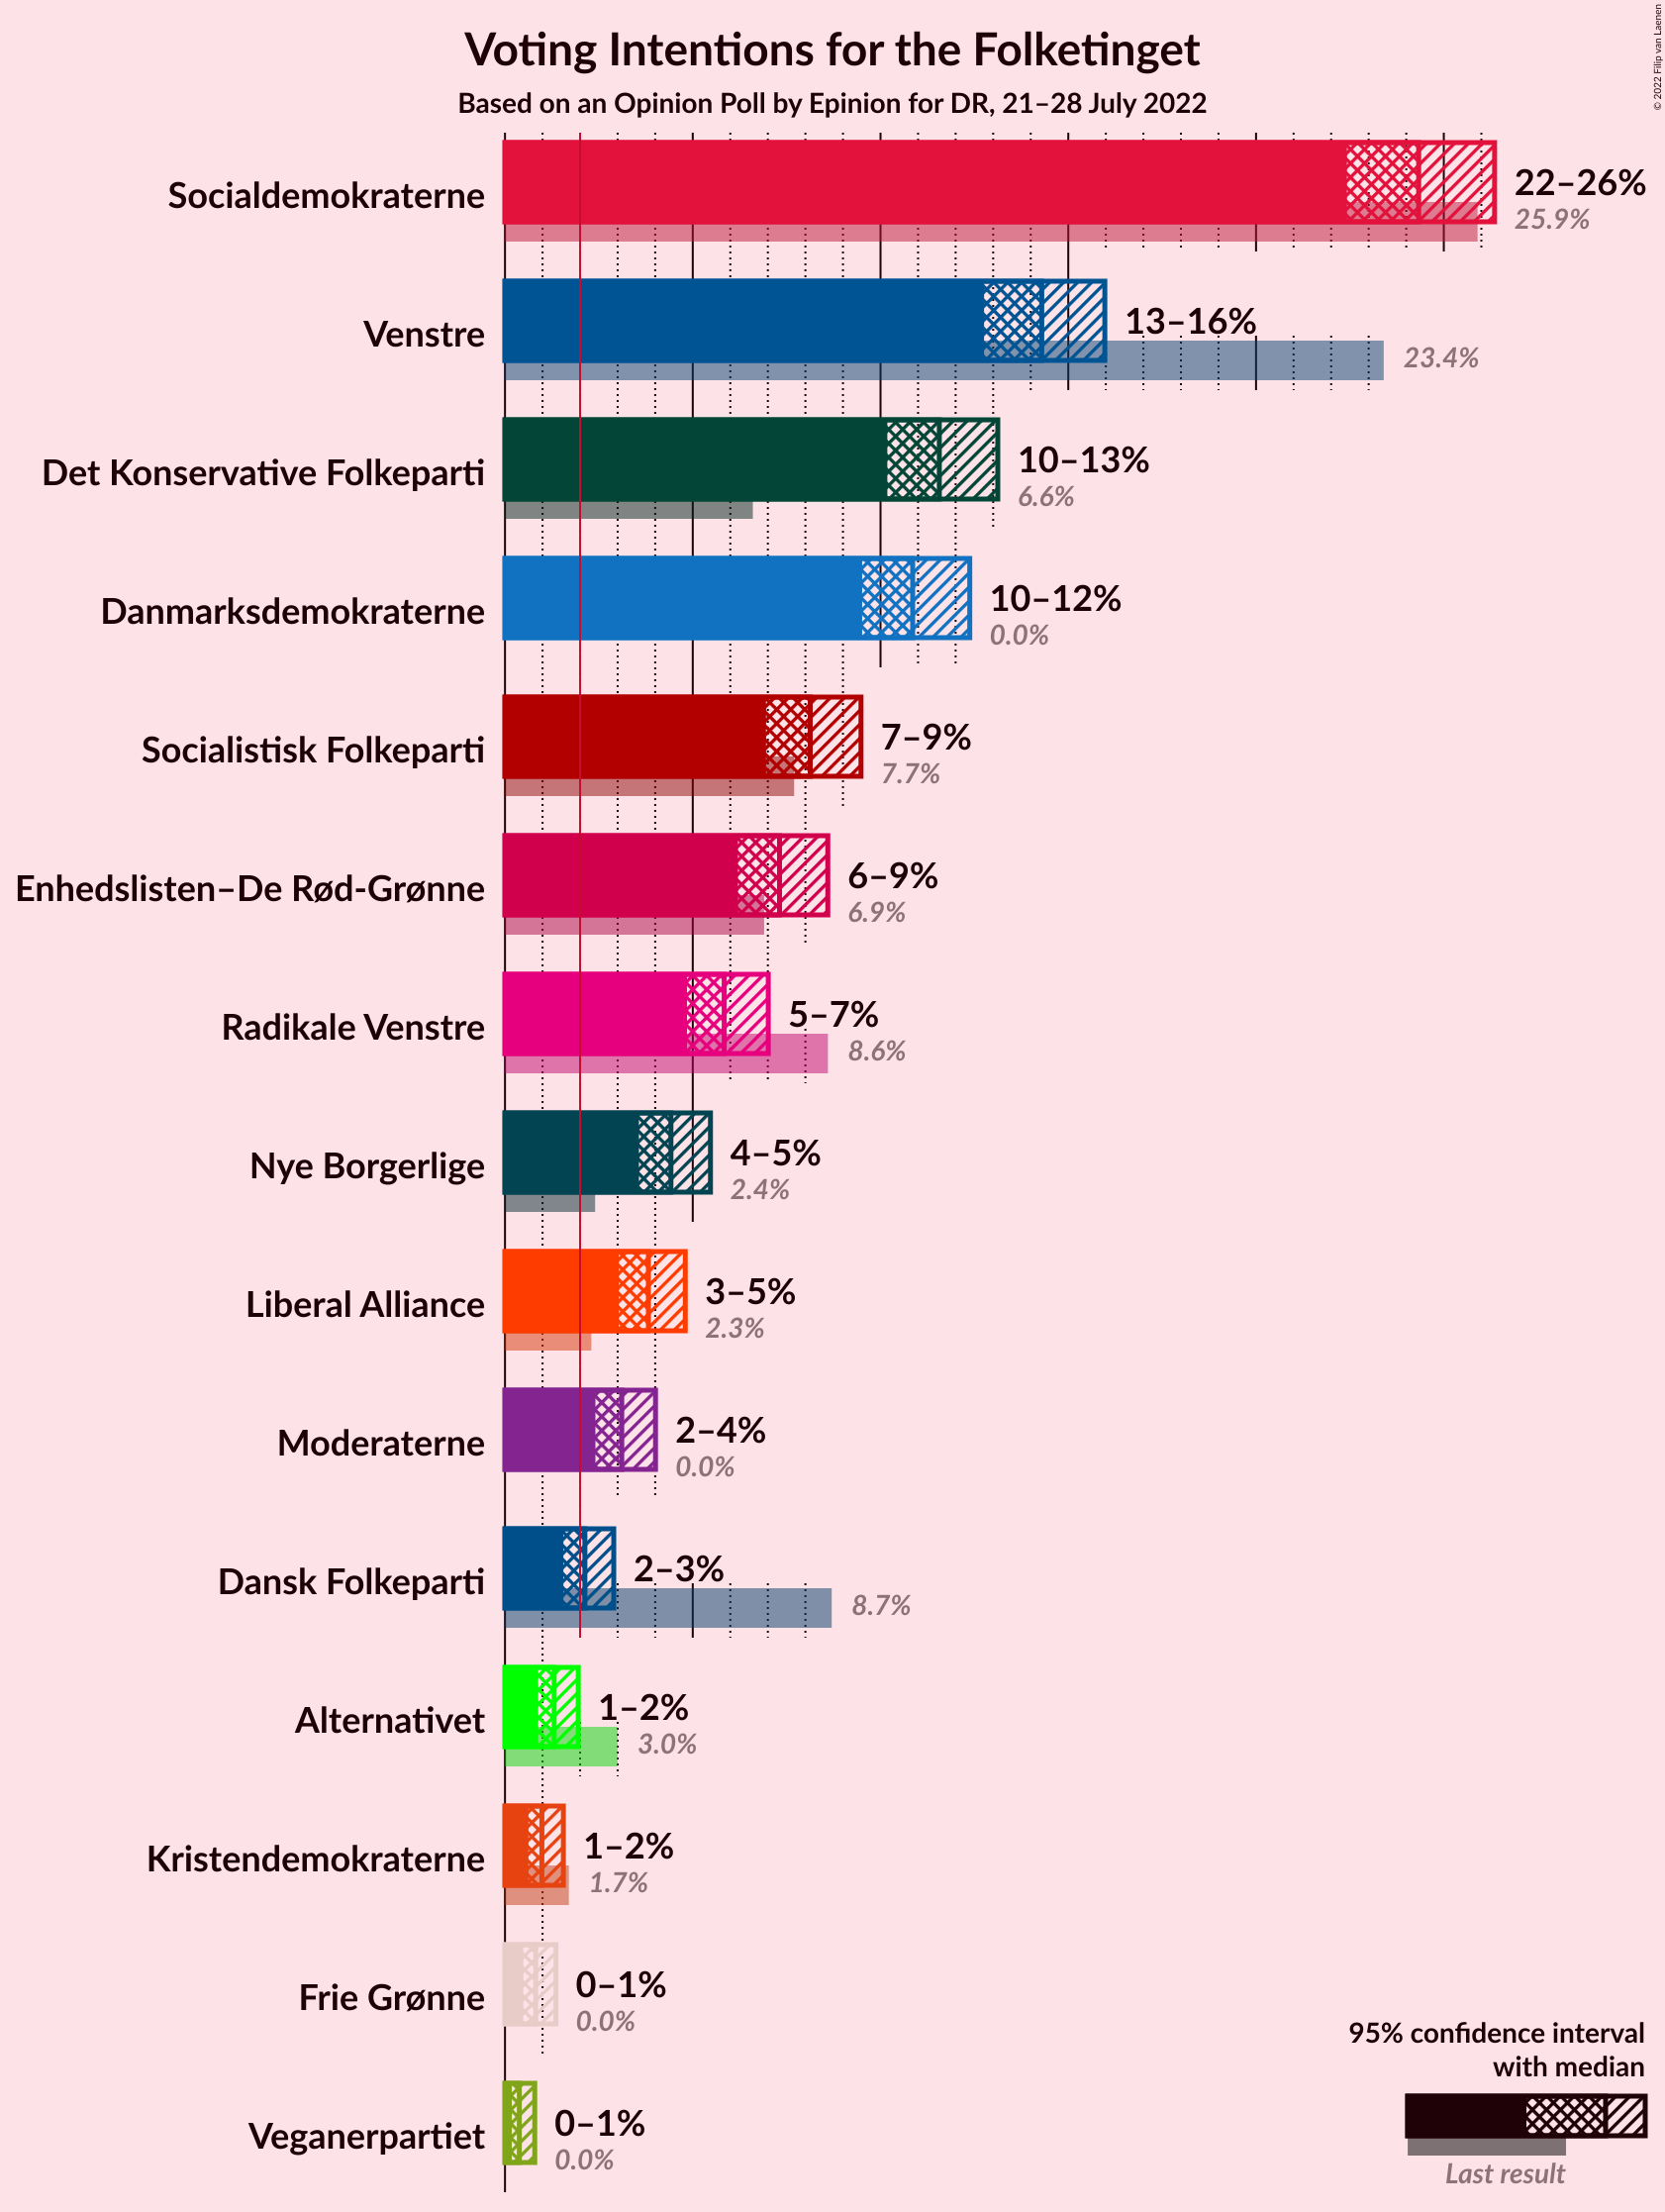 Voting Intentions for the Folketinget
Based on an Opinion Poll by Epinion for DR, 21–28 July 2022
© 2022 Filip van Laenen
Socialdemokraterne
22–26%
25.9%
Venstre
13–16%
23.4%
Det Konservative Folkeparti
10–13%
6.6%
Danmarksdemokraterne
10–12%
0.0%
Socialistisk Folkeparti
7–9%
7.7%
Enhedslisten–De Rød-Grønne
6–9%
6.9%
Radikale Venstre
5–7%
8.6%
Nye Borgerlige
4–5%
2.4%
Liberal Alliance
3–5%
2.3%
Moderaterne
2–4%
0.0%
Dansk Folkeparti
2–3%
8.7%
Alternativet
1–2%
3.0%
Kristendemokraterne
1–2%
1.7%
Frie Grønne
0–1%
0.0%
Veganerpartiet
0–1%
0.0%
95% confidence interval
with median
Last result